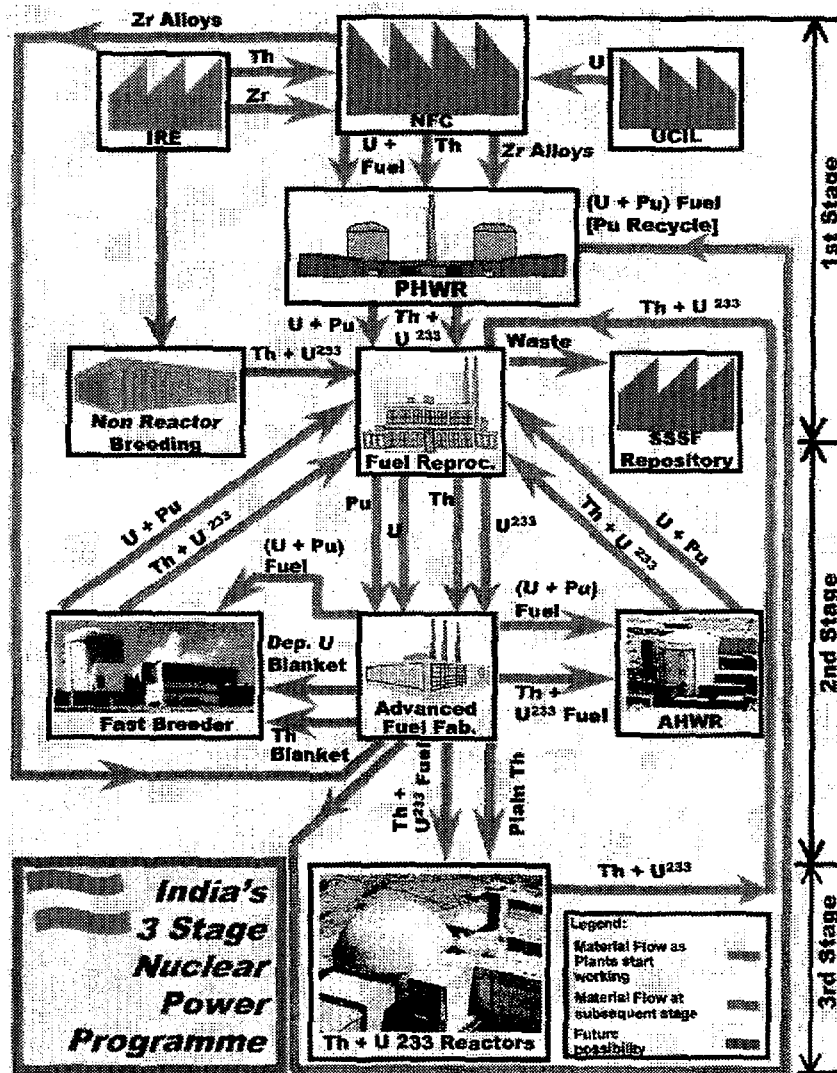 Zr Alloys
Th
Zr
U
IRE
NFC
UCIL
U +
Fuel
Th
Zr Alloys
(U + Pu) Fuel
[Pu Recycle]
1st Stage
PHWR
U + Pu
Th +
U 233
Th + U 233
Th + U233
Waste
Non Reactor
Breeding
Fuel Reproc.
SSSF
Repository
U + Pu
Th + U 233
Pu
U
Th
U233
Th + U 233
U + Pu
(U + Pu)
Fuel
(U + Pu)
Fuel
2nd Stage
Dep. U
Blanket
Fast Breeder
Th
Blanket
Advanced
Fuel Fab.
Th +
U233 Fuel
AHWR
Th +
U233 Fuel
Plain Th
Th + U233
India's
3 Stage
Nuclear
Power
Programme
Th + U 233 Reactors
Legend:
Material Flow as
Plants start
working
Material Flow at
subsequent stage
Future
possibility
3rd Stage